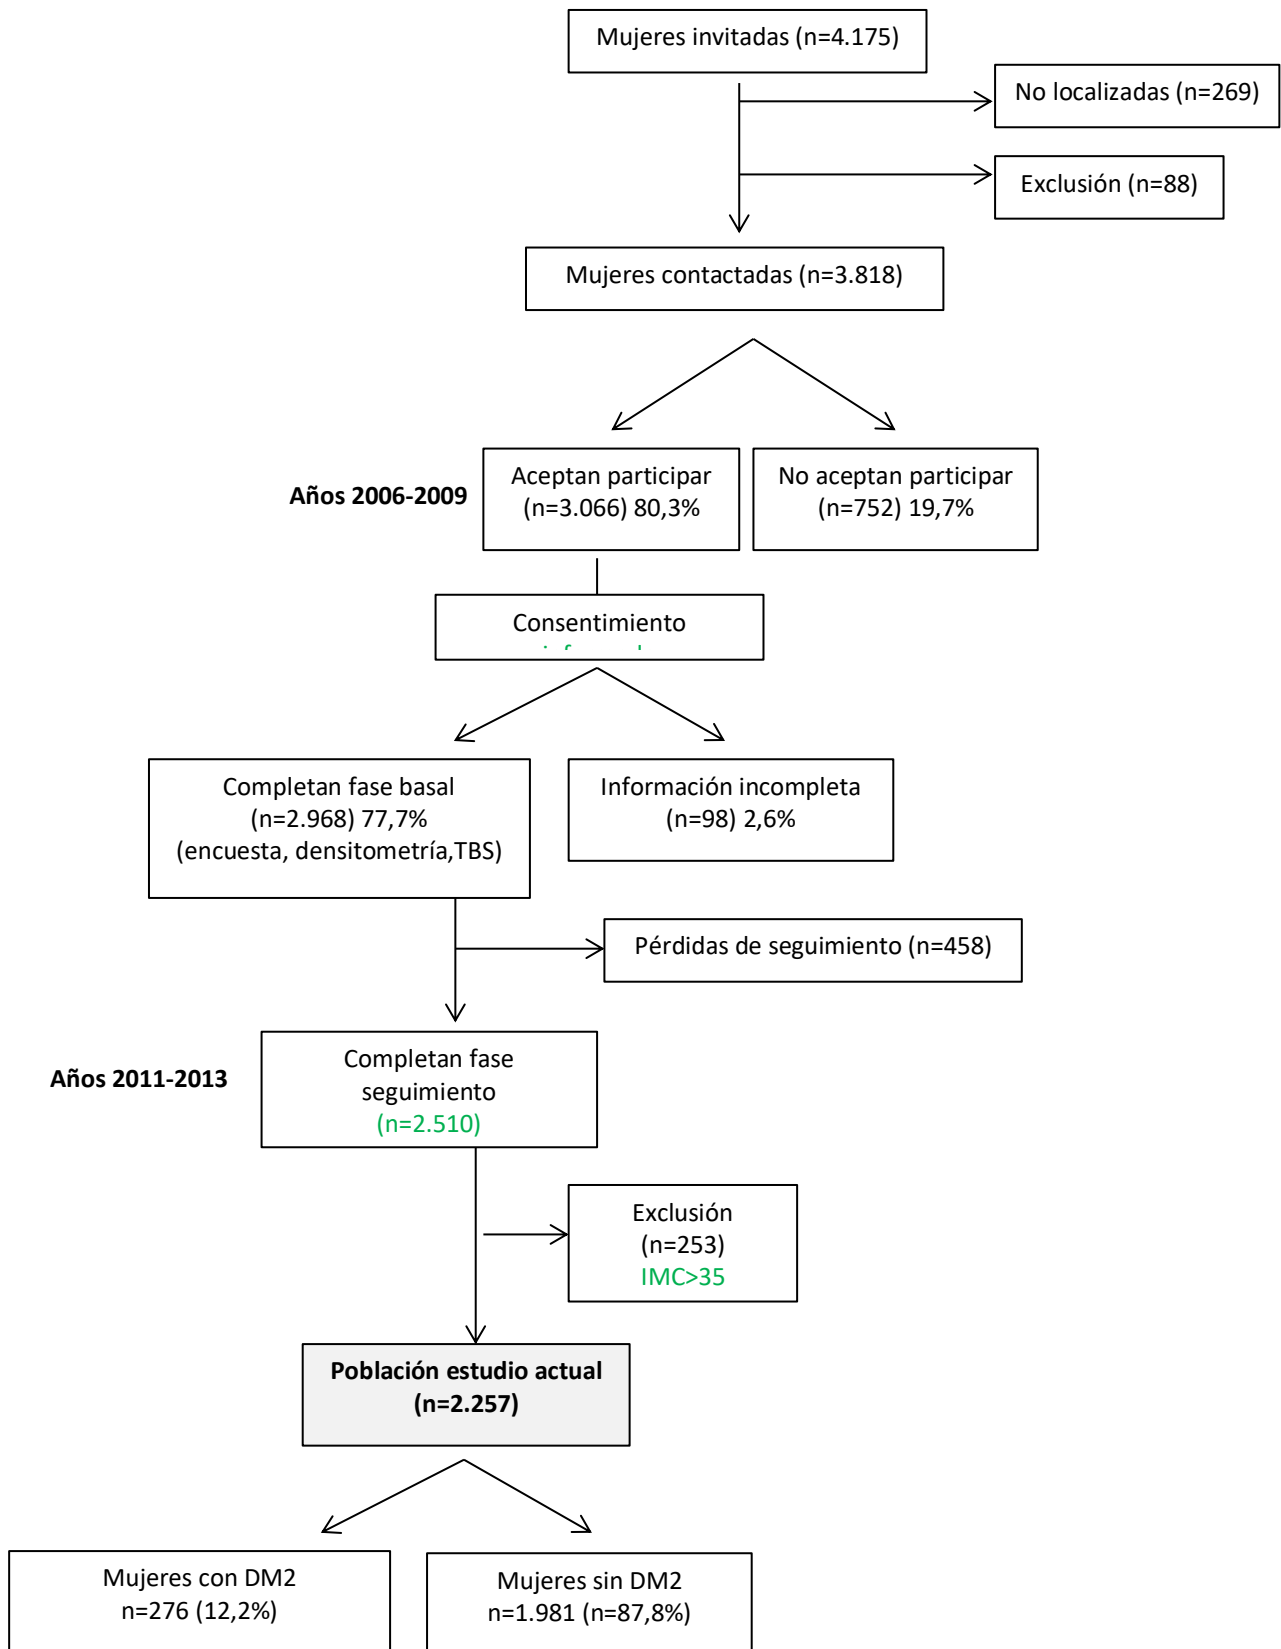 Mujeres invitadas (n=4.175)
No localizadas (n=269)
Exclusión (n=88)
Mujeres contactadas (n=3.818)
Años 2006-2009
Aceptan participar
(n=3.066) 80,3%
No aceptan participar
(n=752) 19,7%
Consentimiento
Completan fase basal
(n=2.968) 77,7%
(encuesta, densitometría,TBS)
Información incompleta
(n=98) 2,6%
Pérdidas de seguimiento (n=458)
Años 2011-2013
Completan fase
seguimiento
(n=2.510)
Exclusión
(n=253)
IMC>35
Población estudio actual
(n=2.257)
Mujeres con DM2
n=276 (12,2%)
Mujeres sin DM2
n=1.981 (n=87,8%)